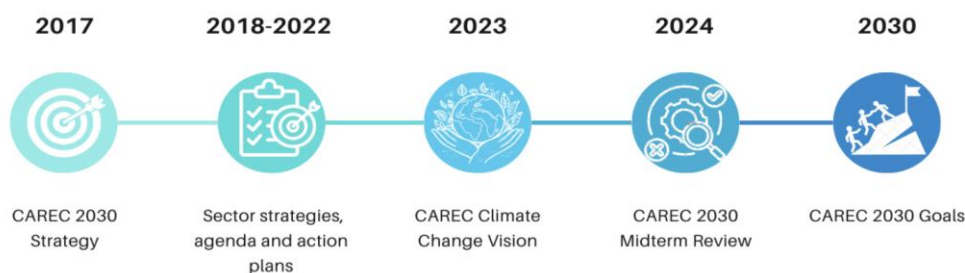 2017
2018-2022
2023
2024
2030
CAREC 2030
Strategy
Sector strategies,
agenda and action
plans
CAREC Climate
Change Vision
CAREC 2030
Midterm Review
CAREC 2030 Goals